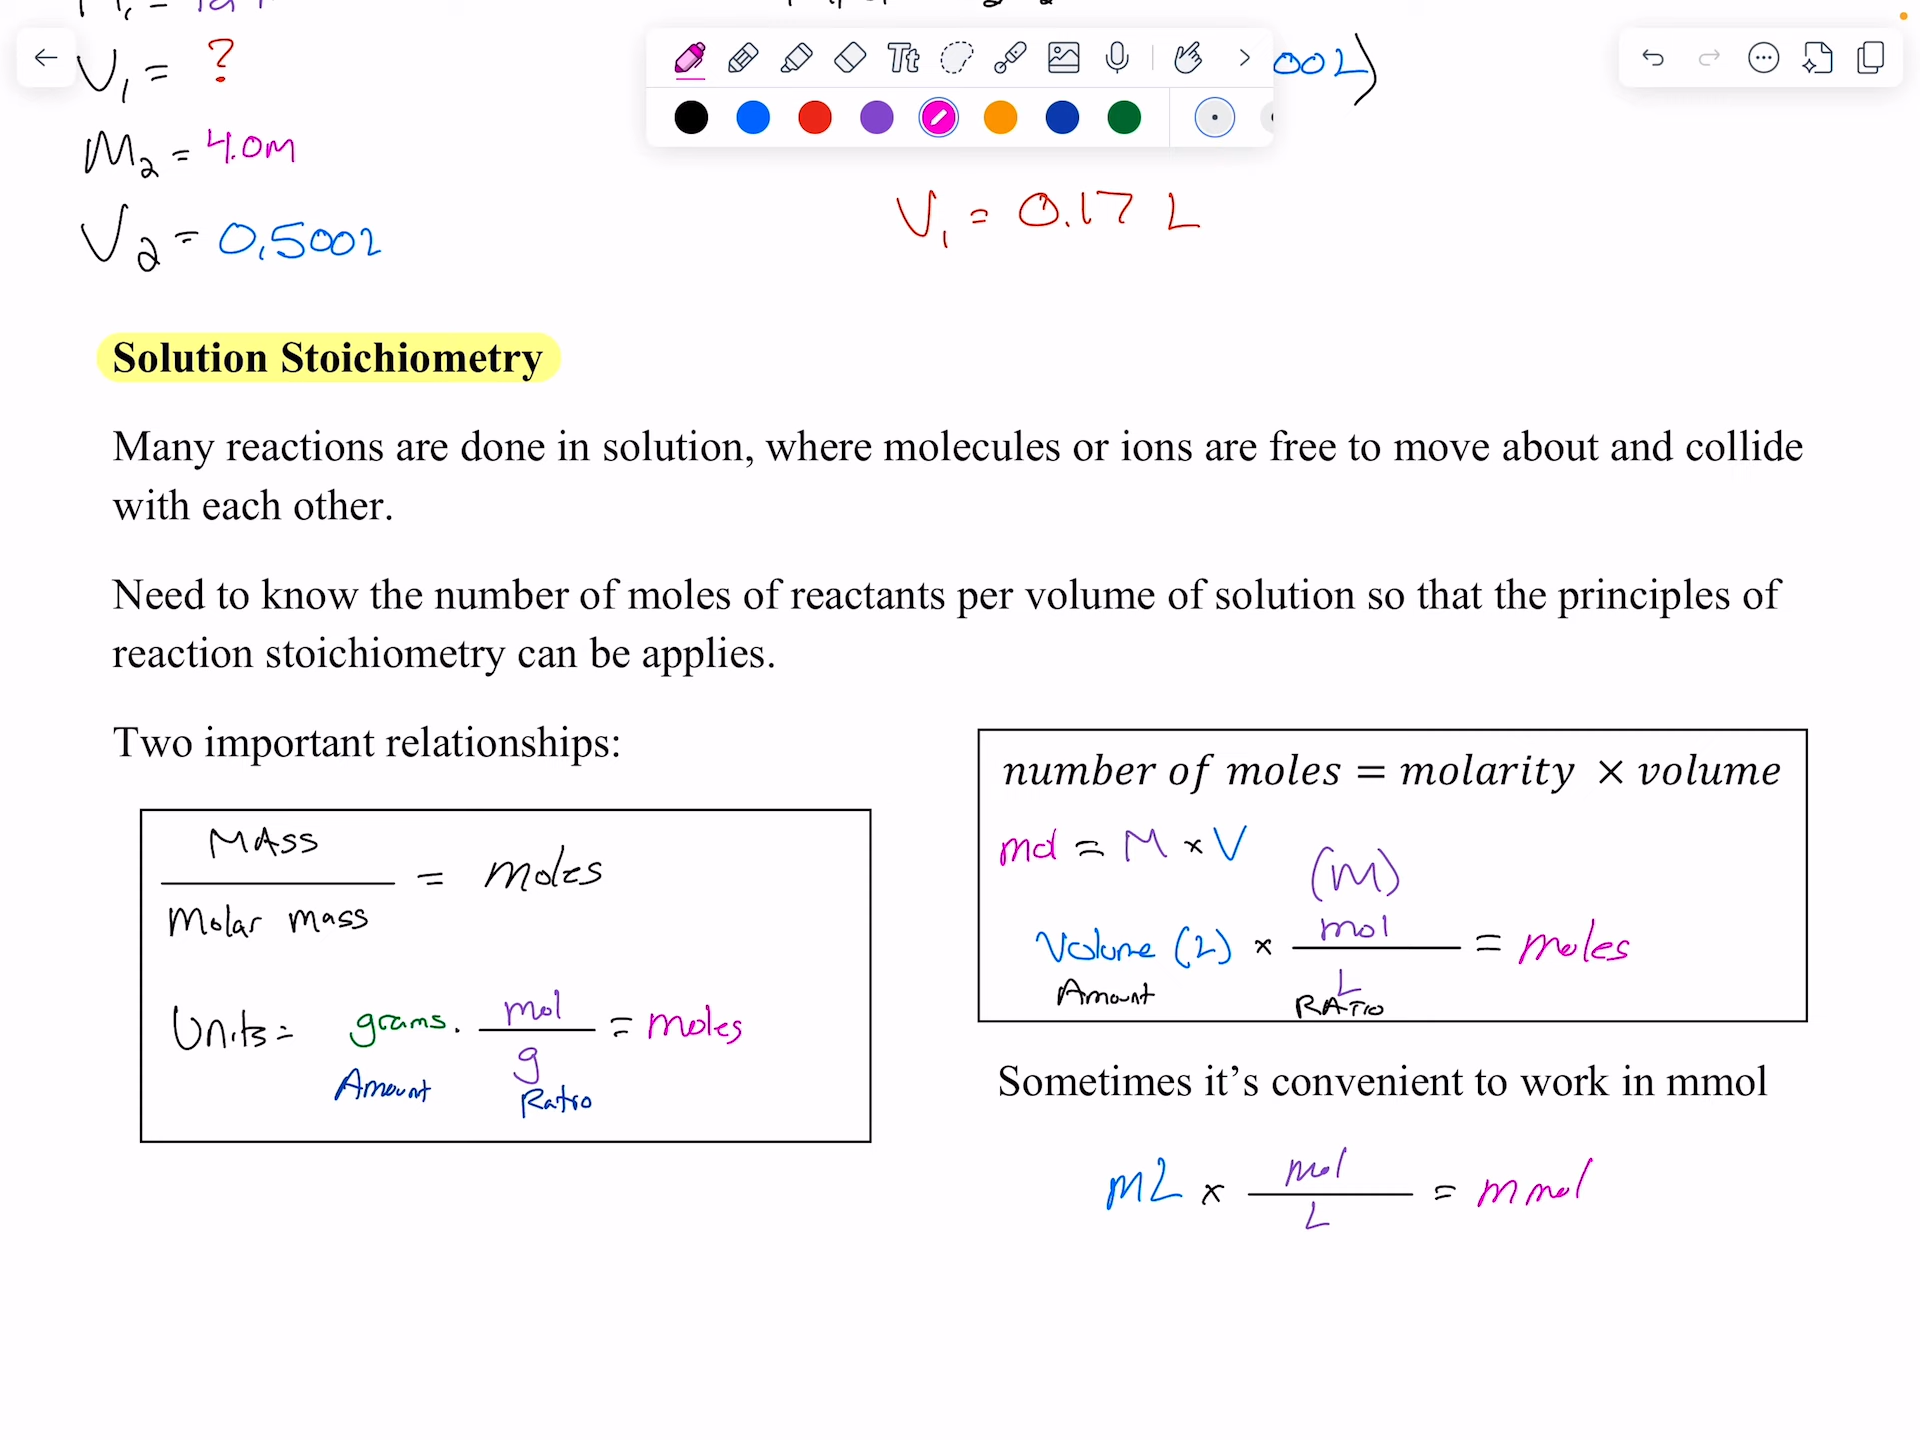 V₁ = ?
Tt
00L)
M₂ = 4.0M
V₁ = 0.17 L
V₂ = 0.500L
Solution Stoichiometry
Many reactions are done in solution, where molecules or ions are free to move about and collide
with each other.
Need to know the number of moles of reactants per volume of solution so that the principles of
reaction stoichiometry can be applies.
Two important relationships:
MASS
Molar mass
= moles
Units = grams · mol / g = moles
Amount Ratio
number of moles = molarity × volume
mol = M × V
(M)
Volume (L) × mol / L = moles
Amount RATIO
Sometimes it’s convenient to work in mmol
mL × mol / L = mmol